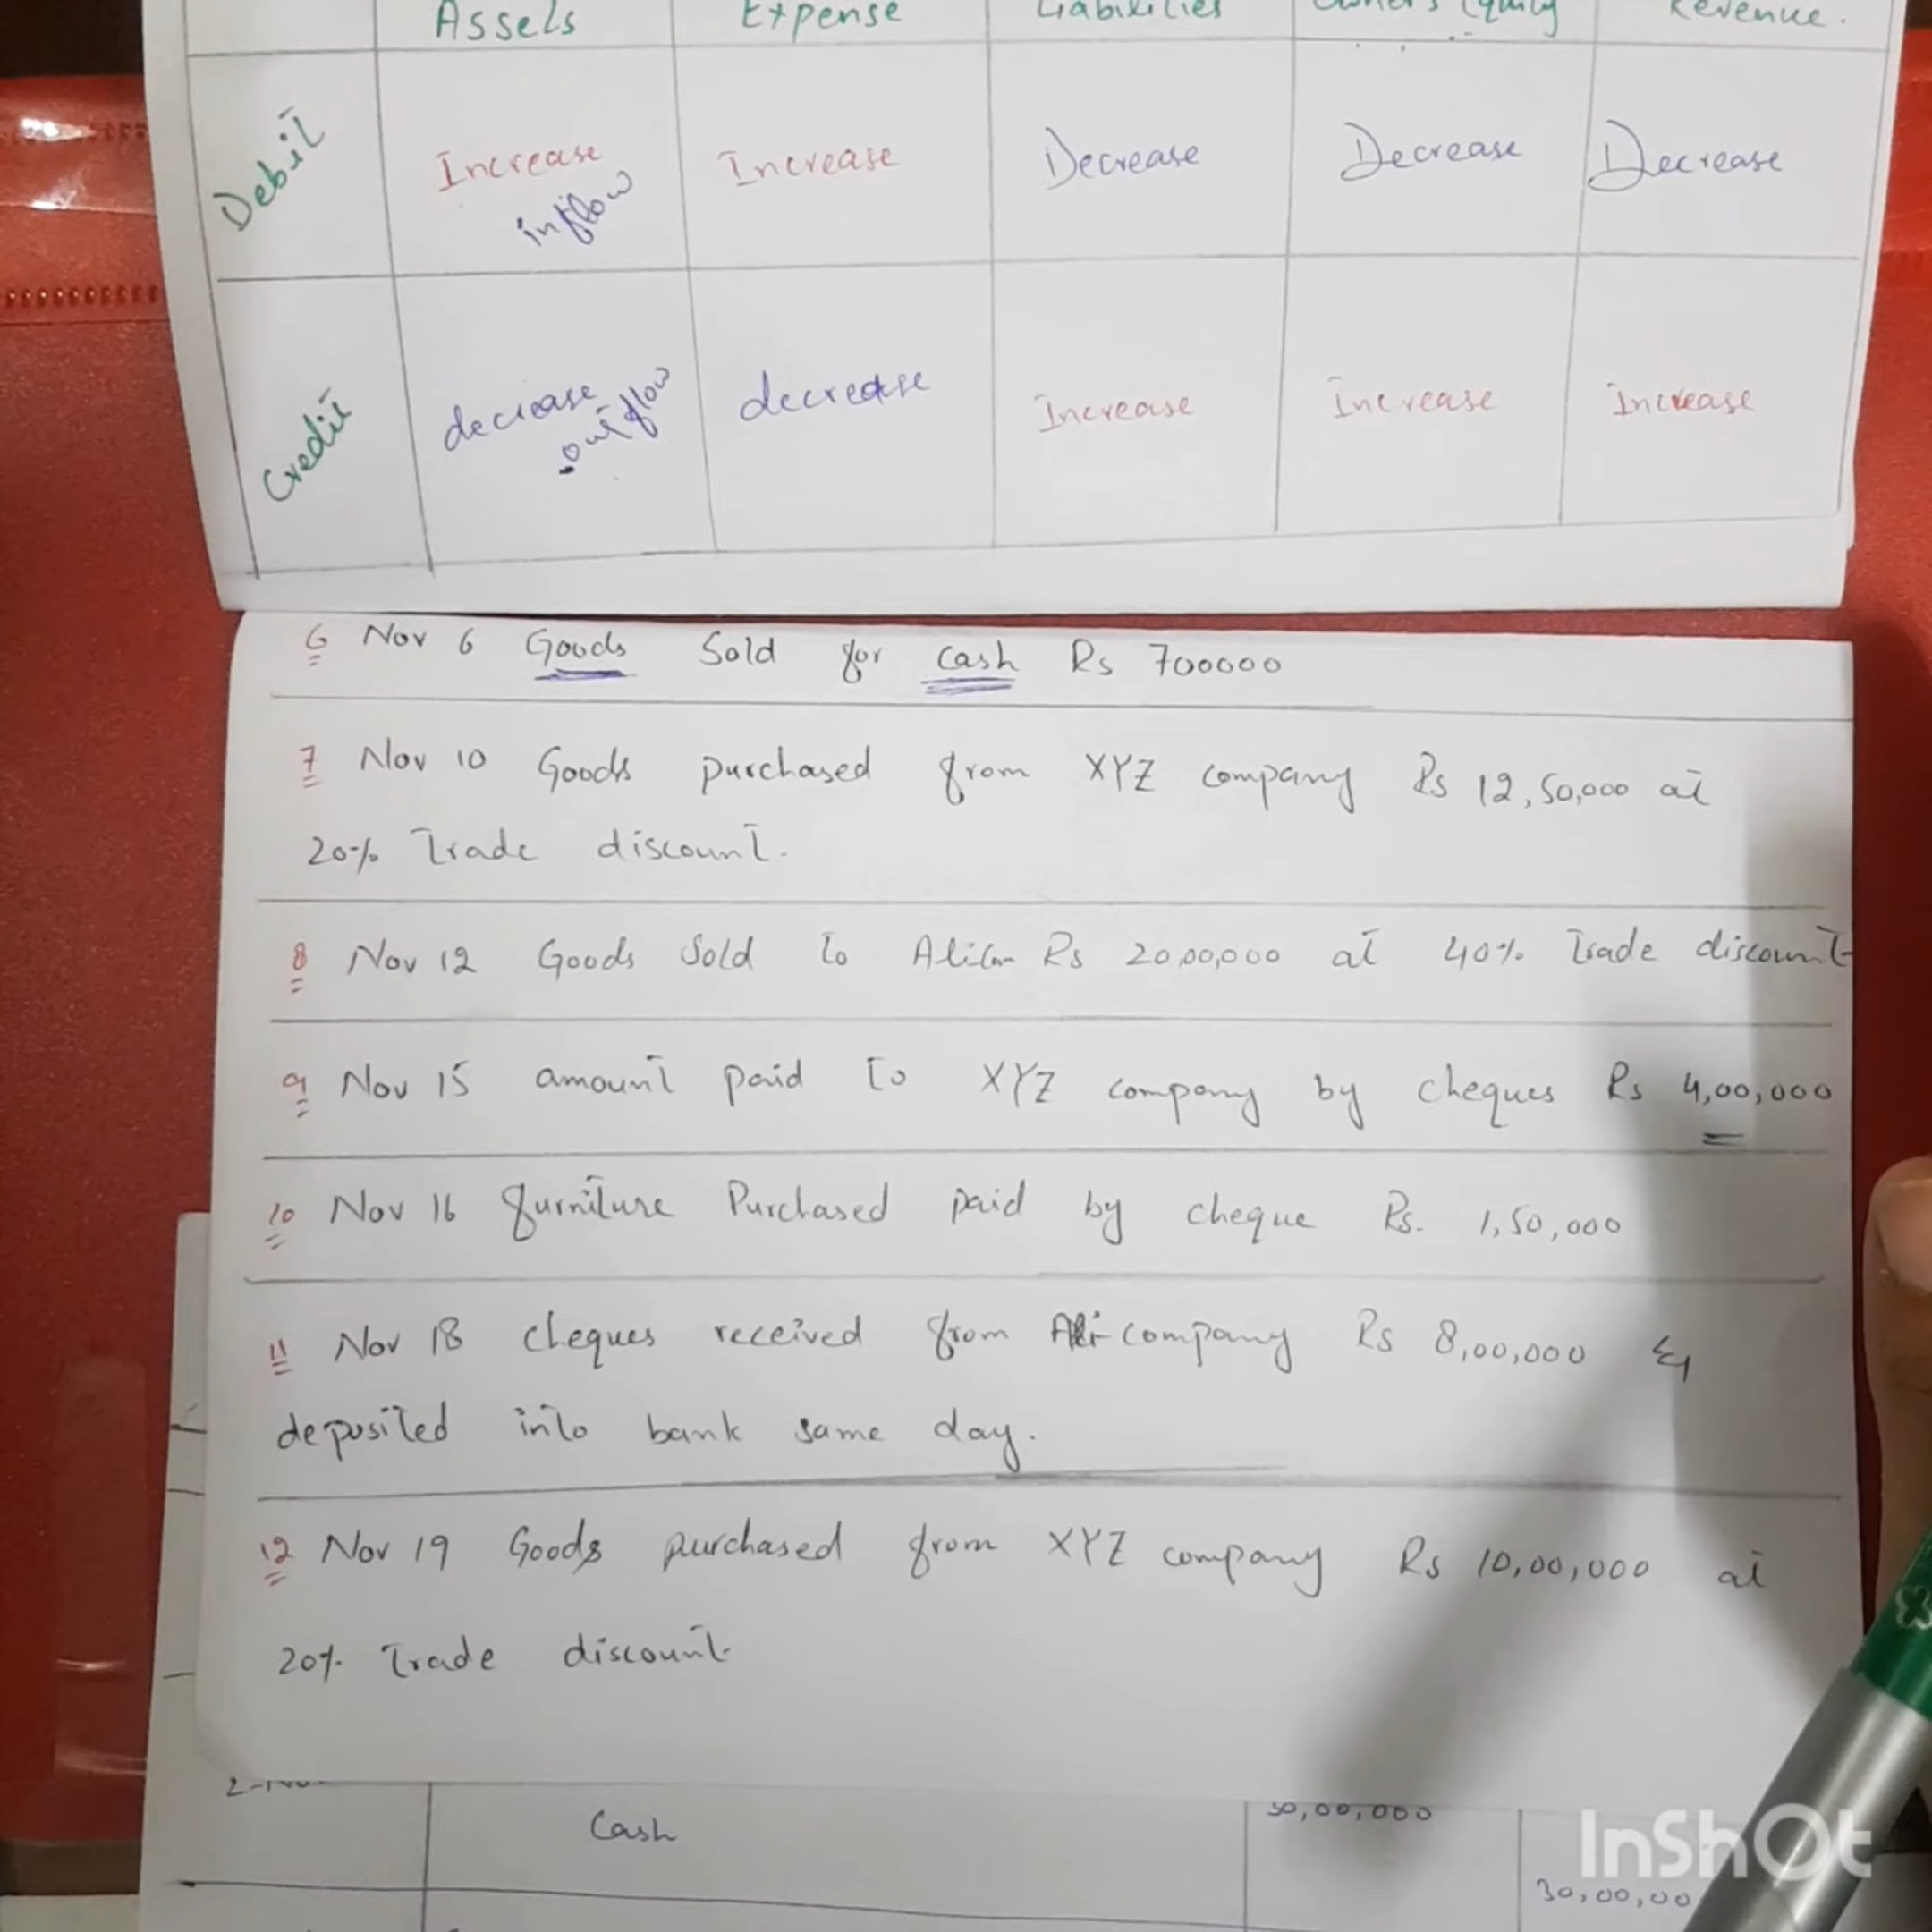 Assets Expense Liabilities Owner's Equity Revenue.
Debit Increase Increase Decrease Decrease Decrease
inflow
Credit decrease decrease Increase Increase Increase
outflow
6 Nov 6 Goods Sold for Cash Rs 700000
7 Nov 10 Goods purchased from XYZ company Rs 12,50,000 at
20% Trade discount.
8 Nov 12 Goods Sold to Rs 20,00,000 at 40% Trade discount
9 Nov 15 amount paid to XYZ company by cheques Rs 4,00,000
10 Nov 16 furniture Purchased paid by cheque Rs. 1,50,000
11 Nov 18 cheques received from Ali company Rs 8,00,000 &
deposited into bank same day.
12 Nov 19 Goods purchased from XYZ company Rs 10,00,000 at
20% Trade discount
Cash
30,00,00
InShOt